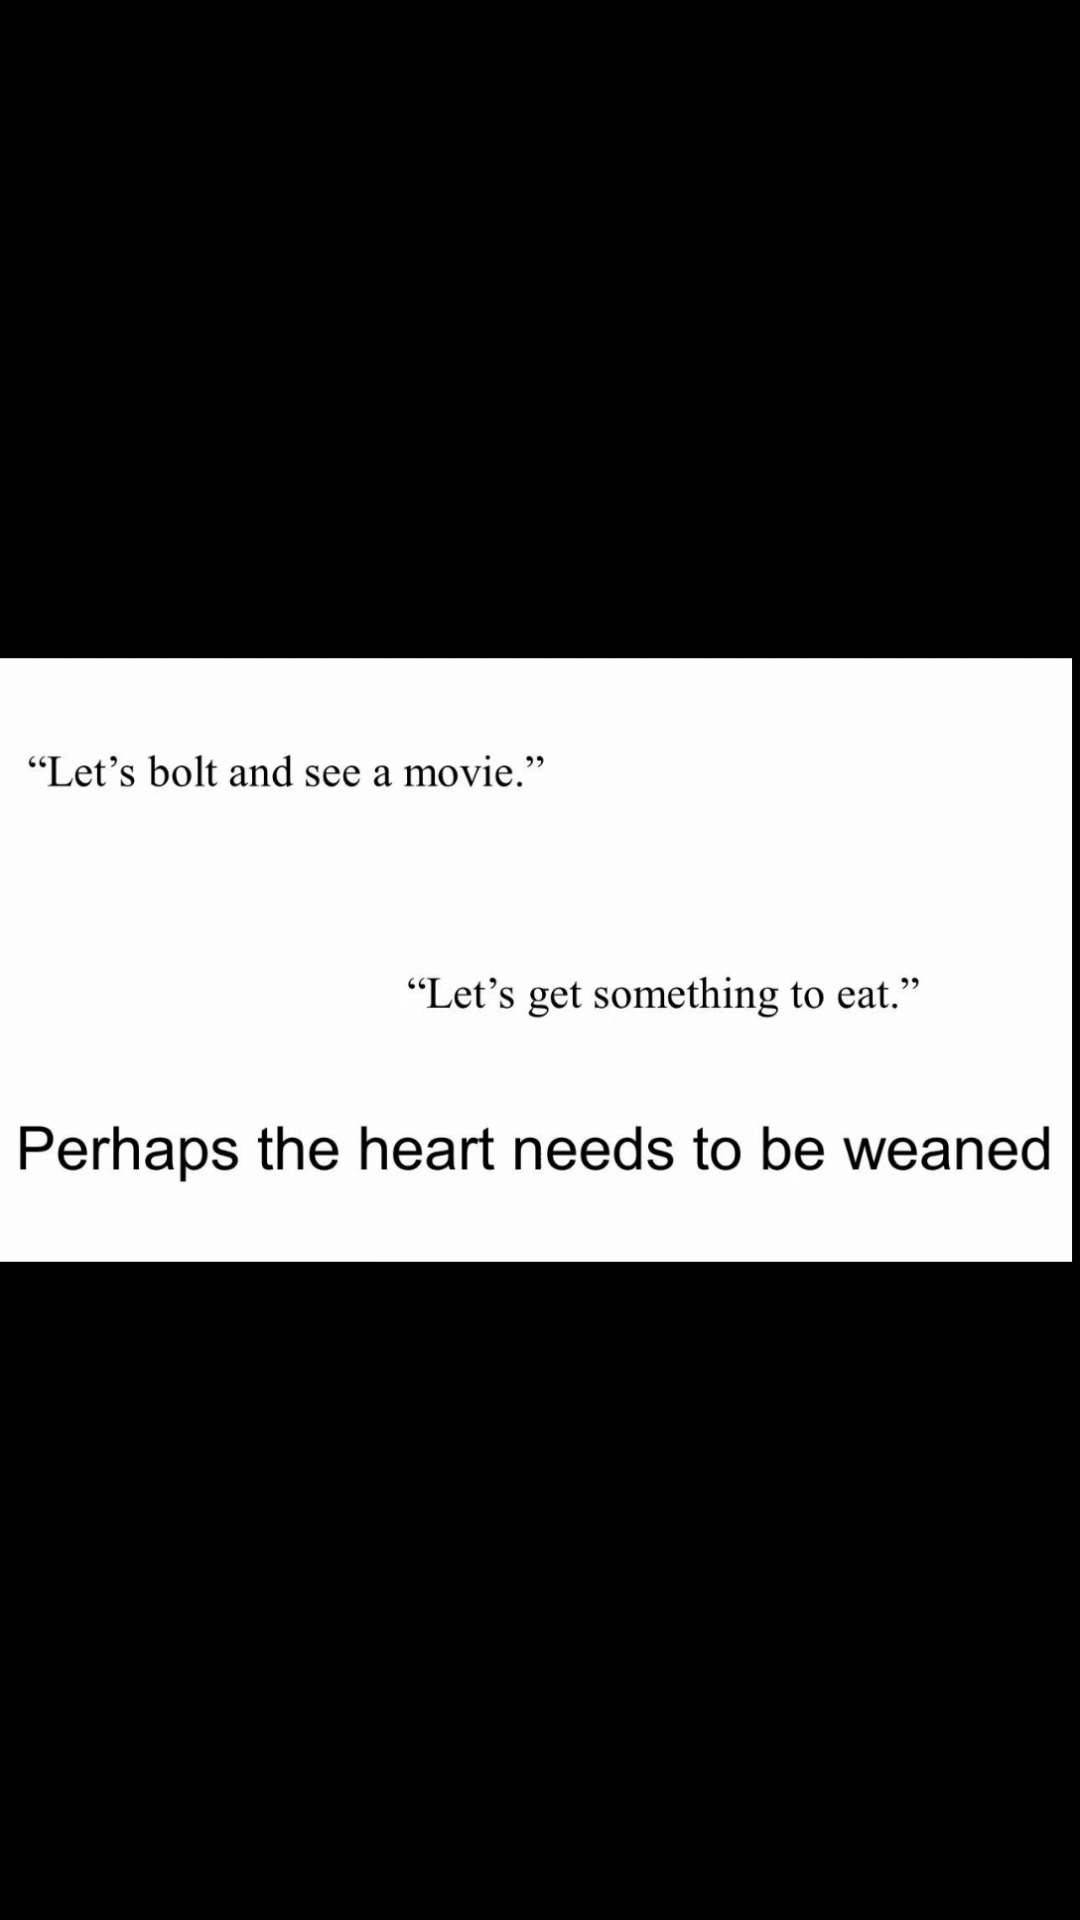 “Let’s bolt and see a movie.”
“Let’s get something to eat.”
Perhaps the heart needs to be weaned